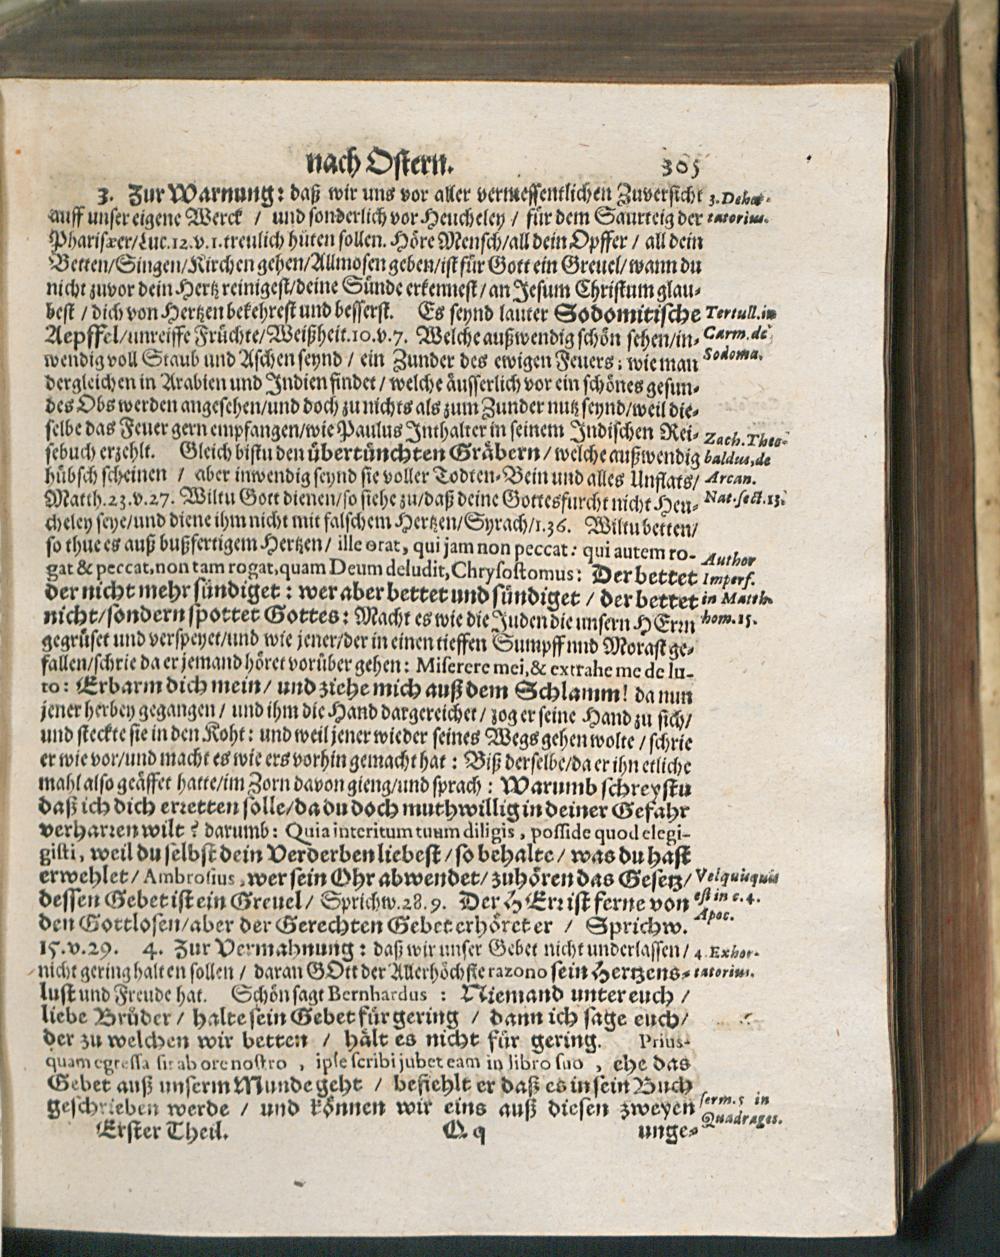 nach Ostern. 305
3. Zur Warnung: daß wir uns vor aller vermessentlichen Zuversicht
auff unser eigene Werck / und sonderlich vor Heucheley / für dem Saurteig der
Pharisæer/Luc.12.v.1.treulich hüten sollen. Höre Mensch/all dein Opffer / all dein
Betten/Singen/Kirchen gehen/Allmosen geben/ist für Gott ein Greuel/wann du
nicht zuvor dein Hertz reinigest/deine Sünde erkennest/an Jesum Christum glau-
best / dich von Hertzen bekehrest und besserst. Es seynd lauter Sodomitische
Aepffel/unreiffe Früchte/Weißheit.10.v.7. Welche außwendig schön sehen/in-
wendig voll Staub und Aschen seynd / ein Zunder des ewigen Feuers; wie man
dergleichen in Arabien und Indien findet / welche äusserlich vor ein schönes gesun-
des Obs werden angesehen/und doch zu nichts als zum Zunder nutz seynd/weil die-
selbe das Feuer gern empfangen/wie Paulus Inthalter in seinem Indischen Rei-
sebuch erzehlt. Gleich bistu den übertünchten Gräbern/welche außwendig
hübsch scheinen / aber inwendig seynd sie voller Todten-Bein und alles Unflats/
Matth.23.v.27. Wiltu Gott dienen/so siehe zu/daß deine Gottesfurcht nicht Heu-
cheley seye/und diene ihm nicht mit falschem Hertzen/Syrach/1.36. Wiltu betten/
so thue es auß bußfertigem Hertzen/ ille orat, qui jam non peccat: qui autem ro-
gat & peccat,non tam rogat,quam Deum deludit,Chrysostomus: Der bettet
der nicht mehr sündiget: wer aber bettet und sündiget / der bettet
nicht/sondern spottet Gottes: Macht es wie die Juden die unsern HErrn
gegrüset und verspeyet/und wie jener/der in einen tieffen Sumpff und Morast ge-
fallen/schrie da er jemand höret vorüber gehen: Miserere mei,& extrahe me de lu-
to: Erbarm dich mein/ und ziehe mich auß dem Schlamm! da nun
jener herbey gegangen / und ihm die Hand dargereichet / zog er seine Hand zu sich/
und steckte sie in den Koht: und weil jener wieder seines Wegs gehen wolte / schrie
er wie vor/und macht es wie ers vorhin gemacht hat: Biß derselbe/da er ihn etliche
mahl also geäffet hatte/im Zorn davon gieng/und sprach: Warumb schreystu
daß ich dich erretten solle/da du doch muthwillig in deiner Gefahr
verharren wilt? darumb: Quia interitum tuum diligis, posside quod elegi-
gisti, weil du selbst dein Verderben liebest/so behalte/ was du hast
erwehlet/Ambrosius, wer sein Ohr abwendet/zuhören das Gesetz/
dessen Gebet ist ein Greuel/ Sprichw.28.9. Der HErr ist ferne von
den Gottlosen/aber der Gerechten Gebet erhöret er / Sprichw.
15.v.29. 4. Zur Vermahnung: daß wir unser Gebet nicht underlassen/
nicht gering halten sollen / daran GOtt der Allerhöchste razono sein Hertzens-
lust und Freude hat. Schön sagt Bernhardus: Niemand unter euch /
liebe Brüder / halte sein Gebet für gering / dann ich sage euch/
der zu welchen wir betten / hält es nicht für gering. Prius-
quam egressa sit ab ore nostro, ipse scribi jubet eam in libro suo, ehe das
Gebet auß unserm Munde geht / befiehlt er daß es in sein Buch
geschrieben werde / und können wir eins auß diesen zweyen
Erster Theil. Qq unge-
3. Dehor-
tatorius.
Tertull.in
Carm.de
Sodoma.
Zach.Theo-
baldus,de
Arcan.
Nat.sect.13.
Author
Imperf.
in Matth.
hom.15.
Vel quisquis
est in c.4.
Apoc.
4 Exhor-
tatorius.
serm.5 in
Quadrages.